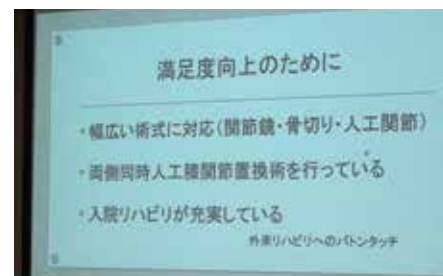 満足度向上のために
・幅広い術式に対応（関節鏡・骨切り・人工関節）
・両側同時人工膝関節置換術を行っている
・入院リハビリが充実している
外来リハビリへのバトンタッチ